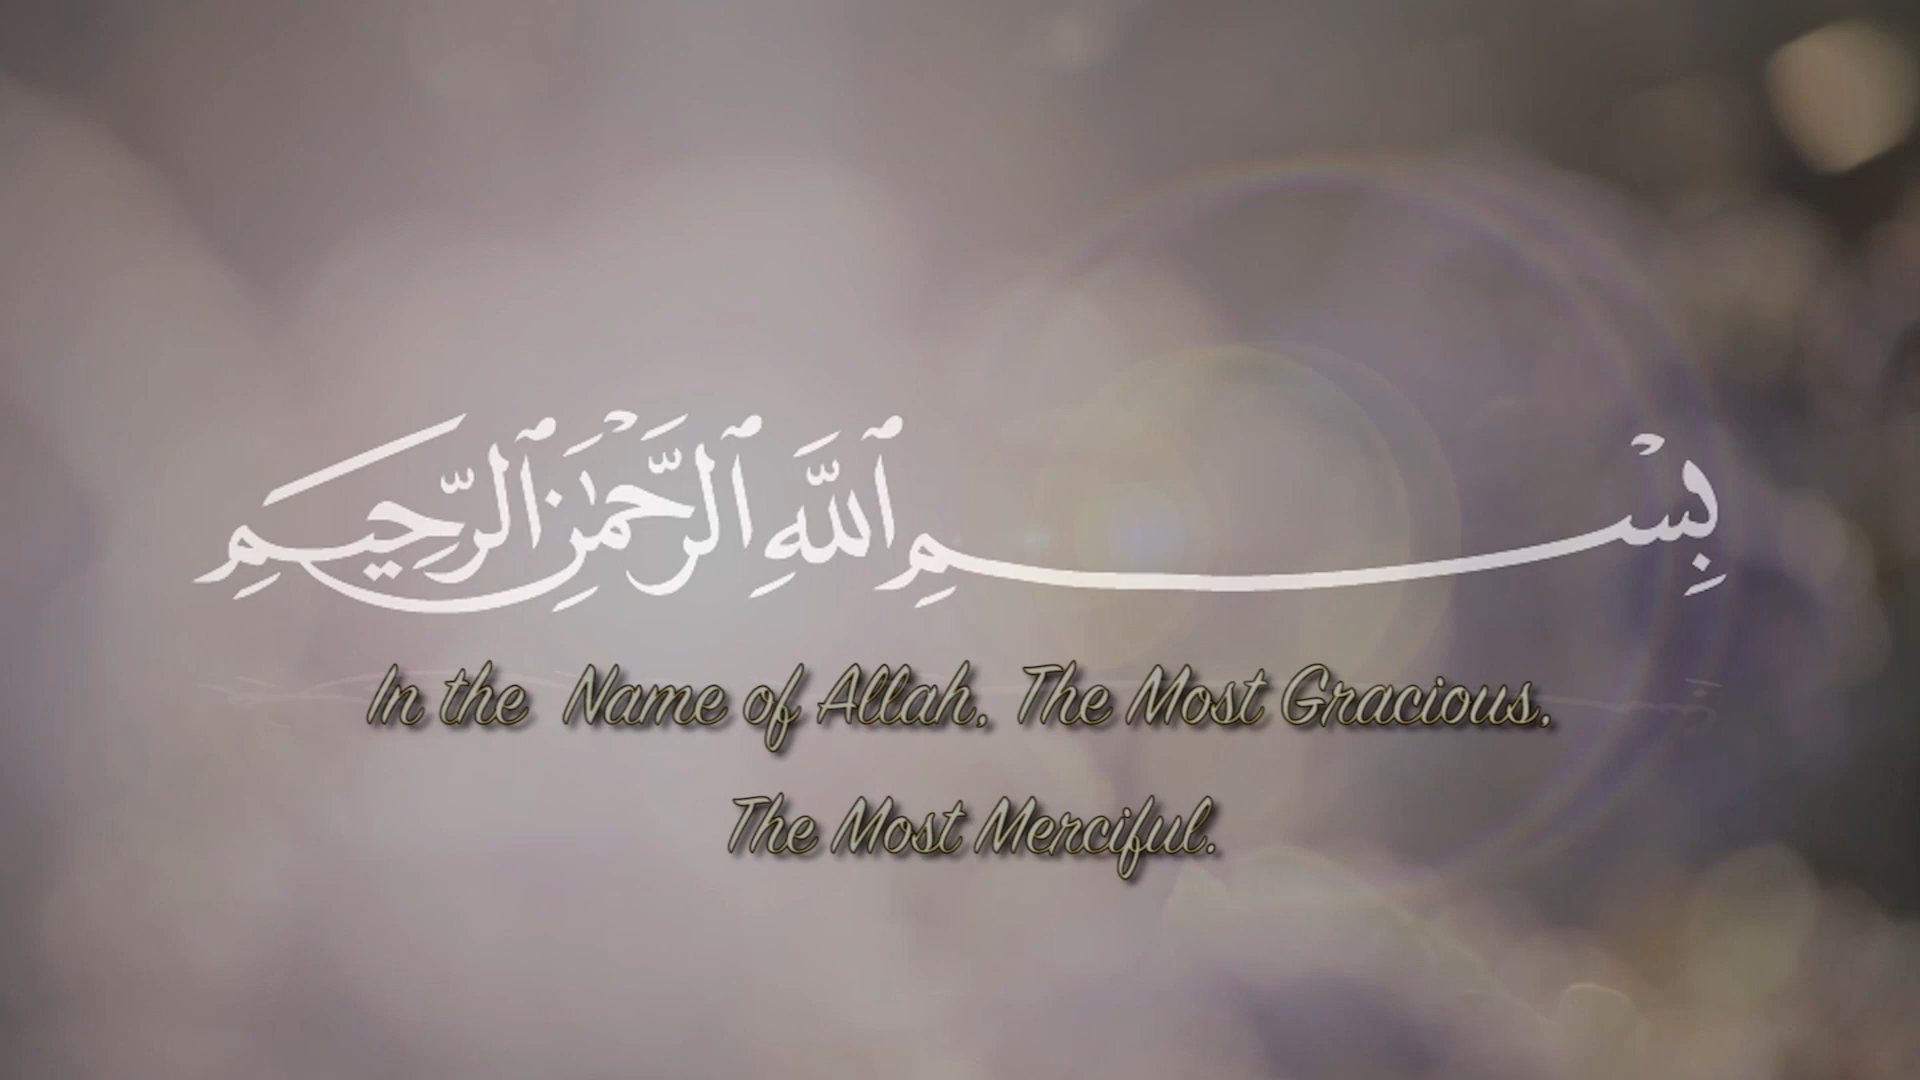 بِسْمِ ٱللَّهِ ٱلرَّحْمَٰنِ ٱلرَّحِيمِ
In the Name of Allah, The Most Gracious,
The Most Merciful.